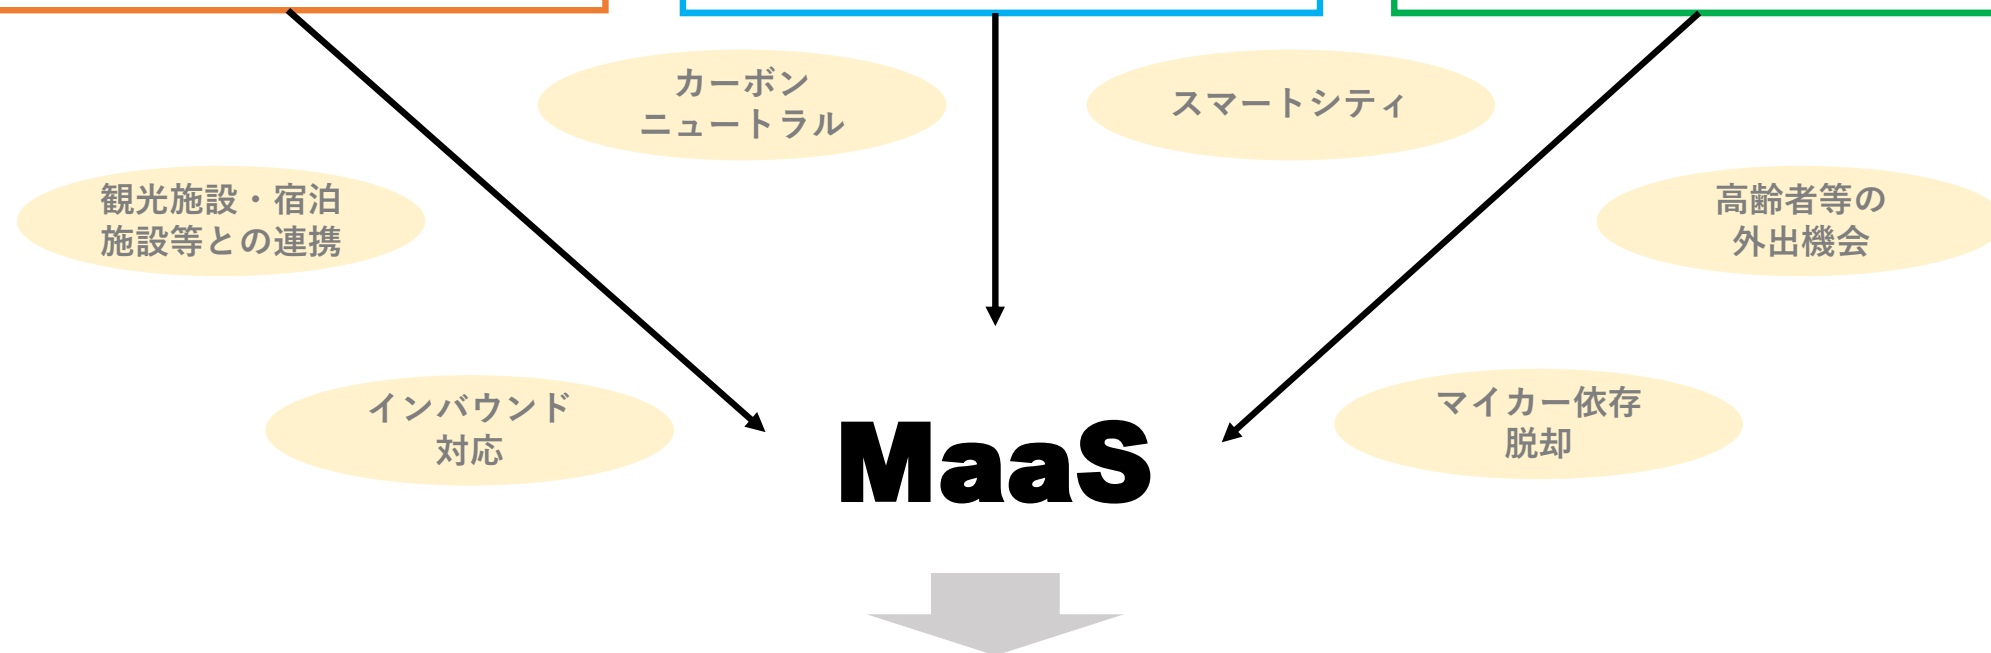 カーボン
ニュートラル
スマートシティ
観光施設・宿泊
施設等との連携
高齢者等の
外出機会
インバウンド
対応
マイカー依存
脱却
MaaS